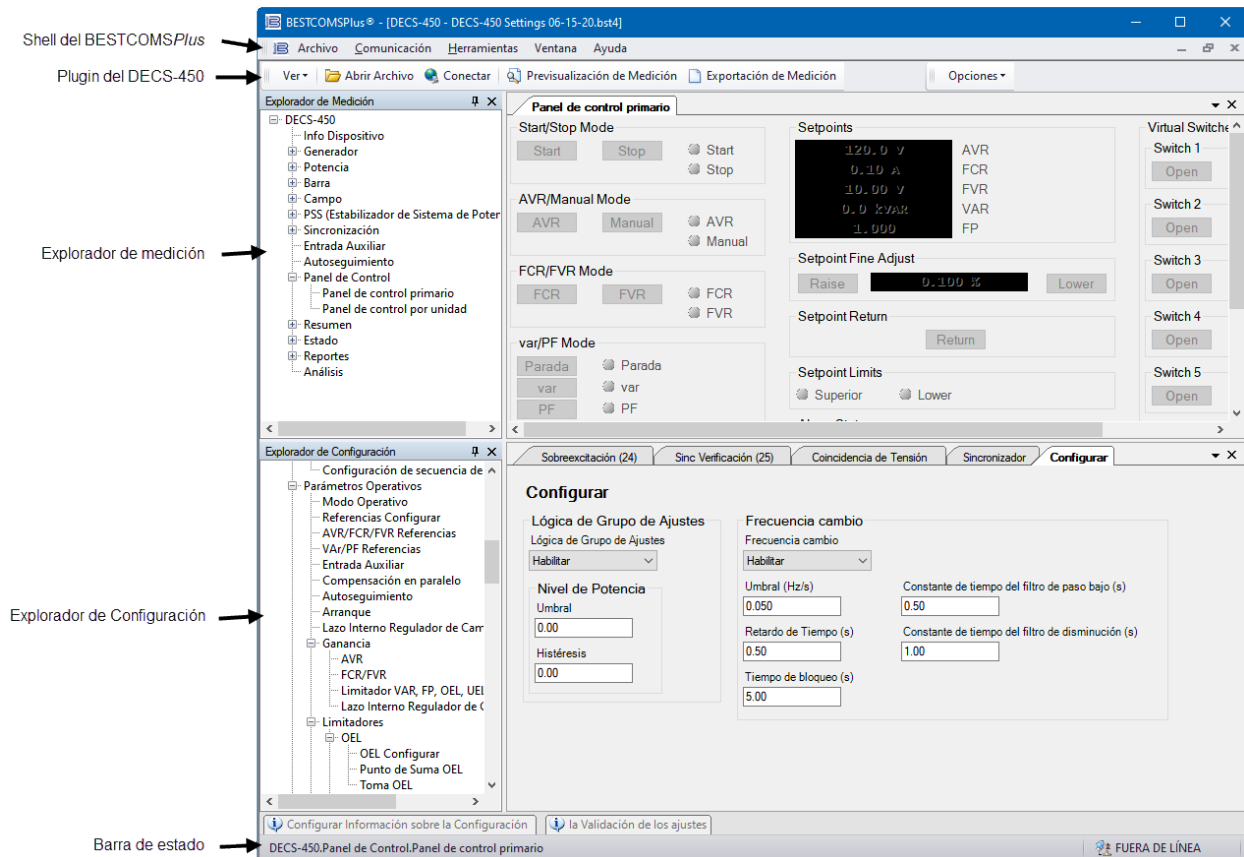 BESTCOMSPlus® - [DECS-450 - DECS-450 Settings 06-15-20.bst4]
Shell del BESTCOMSPlus
Archivo Comunicación Herramientas Ventana Ayuda
Plugin del DECS-450
Ver Abrir Archivo Conectar Previsualización de Medición Exportación de Medición Opciones
Explorador de Medición
DECS-450
Info Dispositivo
Generador
Potencia
Barra
Campo
PSS (Estabilizador de Sistema de Poter
Sincronización
Entrada Auxiliar
Autoseguimiento
Panel de Control
Panel de control primario
Panel de control por unidad
Resumen
Estado
Reportes
Análisis
Explorador de medición
Panel de control primario
Start/Stop Mode
Start Stop Start
Stop
AVR/Manual Mode
AVR Manual AVR
Manual
FCR/FVR Mode
FCR FVR FCR
FVR
var/PF Mode
Parada Parada
var var
PF PF
Setpoints
120.0 V AVR
0.10 A FCR
10.00 V FVR
0.0 kVAR VAR
1.000 FP
Setpoint Fine Adjust
Raise 0.100 % Lower
Setpoint Return
Return
Setpoint Limits
Superior Lower
Virtual Switche
Switch 1
Open
Switch 2
Open
Switch 3
Open
Switch 4
Open
Switch 5
Open
Explorador de Configuración
Configuración de secuencia de
Parámetros Operativos
Modo Operativo
Referencias Configurar
AVR/FCR/FVR Referencias
VAr/PF Referencias
Entrada Auxiliar
Compensación en paralelo
Autoseguimiento
Arranque
Lazo Interno Regulador de Cam
Ganancia
AVR
FCR/FVR
Limitador VAR, FP, OEL, UEL
Lazo Interno Regulador de C
Limitadores
OEL
OEL Configurar
Punto de Suma OEL
Toma OEL
Explorador de Configuración
Sobreexcitación (24) Sinc Verificación (25) Coincidencia de Tensión Sincronizador Configurar
Configurar
Lógica de Grupo de Ajustes
Lógica de Grupo de Ajustes
Habilitar
Nivel de Potencia
Umbral
0.00
Histéresis
0.00
Frecuencia cambio
Frecuencia cambio
Habilitar
Umbral (Hz/s) Constante de tiempo del filtro de paso bajo (s)
0.050 0.50
Retardo de Tiempo (s) Constante de tiempo del filtro de disminución (s)
0.50 1.00
Tiempo de bloqueo (s)
5.00
Configurar Información sobre la Configuración la Validación de los ajustes
Barra de estado
DECS-450.Panel de Control.Panel de control primario FUERA DE LÍNEA